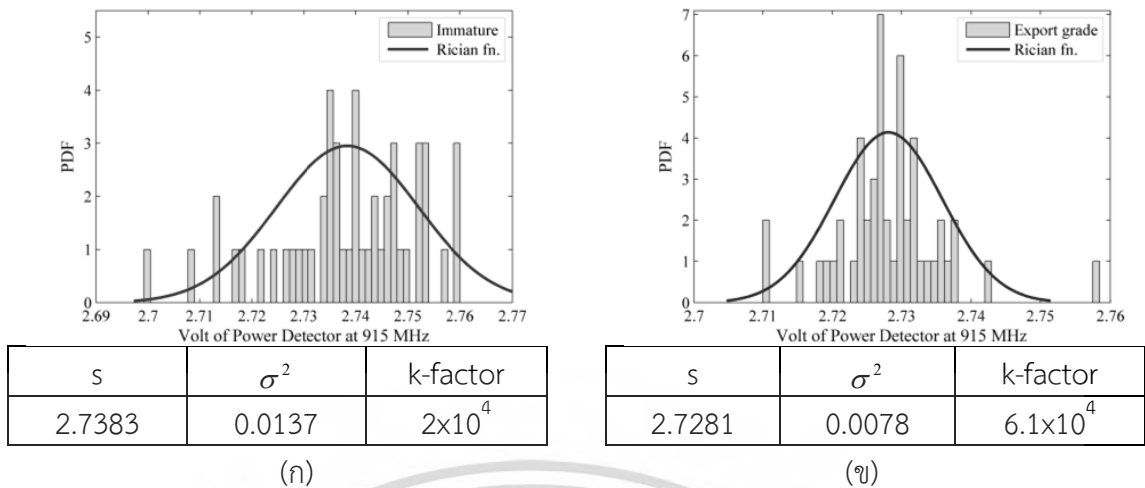 Immature
Rician fn.
PDF
5
4
3
2
1
0
2.69 2.7 2.71 2.72 2.73 2.74 2.75 2.76 2.77
Volt of Power Detector at 915 MHz
s σ² k-factor
2.7383 0.0137 2x10⁴
(ก)
Export grade
Rician fn.
PDF
7
6
5
4
3
2
1
0
2.7 2.71 2.72 2.73 2.74 2.75 2.76
Volt of Power Detector at 915 MHz
s σ² k-factor
2.7281 0.0078 6.1x10⁴
(ข)